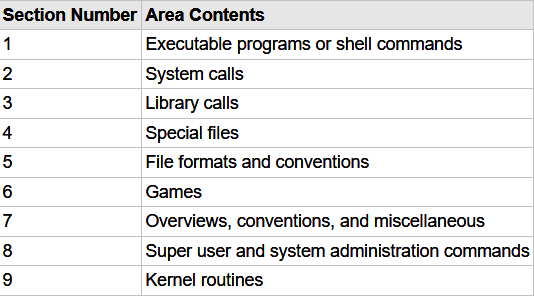 Section Number Area Contents
1 Executable programs or shell commands
2 System calls
3 Library calls
4 Special files
5 File formats and conventions
6 Games
7 Overviews, conventions, and miscellaneous
8 Super user and system administration commands
9 Kernel routines